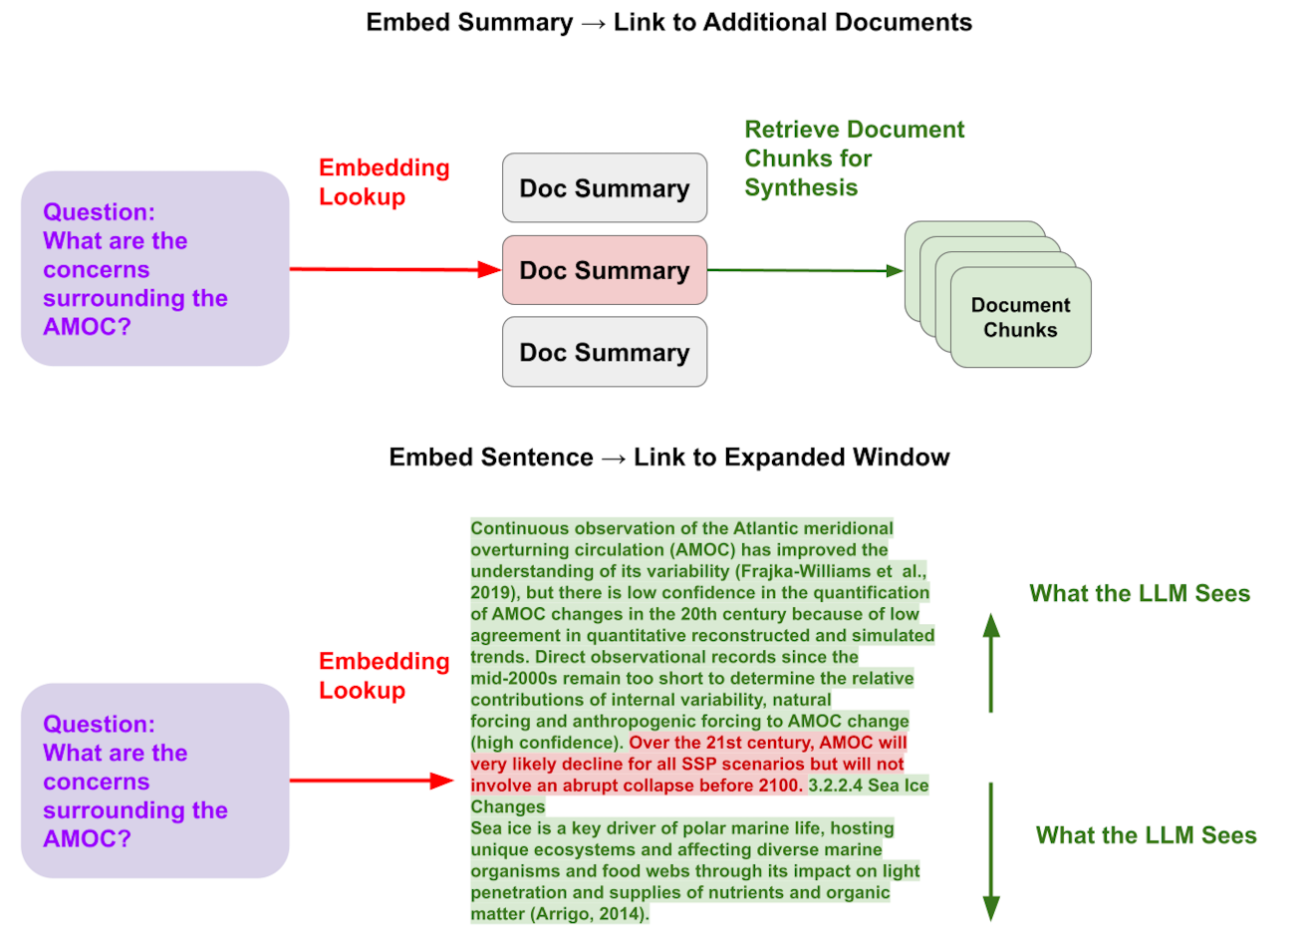 Embed Summary → Link to Additional Documents
Retrieve Document
Chunks for
Synthesis
Embedding
Lookup
Question:
What are the
concerns
surrounding the
AMOC?
Doc Summary
Doc Summary
Doc Summary
Document
Chunks
Embed Sentence → Link to Expanded Window
Question:
What are the
concerns
surrounding the
AMOC?
Embedding
Lookup
Continuous observation of the Atlantic meridional
overturning circulation (AMOC) has improved the
understanding of its variability (Frajka-Williams et  al.,
2019), but there is low confidence in the quantification
of AMOC changes in the 20th century because of low
agreement in quantitative reconstructed and simulated
trends. Direct observational records since the
mid-2000s remain too short to determine the relative
contributions of internal variability, natural
forcing and anthropogenic forcing to AMOC change
(high confidence). Over the 21st century, AMOC will
very likely decline for all SSP scenarios but will not
involve an abrupt collapse before 2100. 3.2.2.4 Sea Ice
Changes
Sea ice is a key driver of polar marine life, hosting
unique ecosystems and affecting diverse marine
organisms and food webs through its impact on light
penetration and supplies of nutrients and organic
matter (Arrigo, 2014).
What the LLM Sees
What the LLM Sees